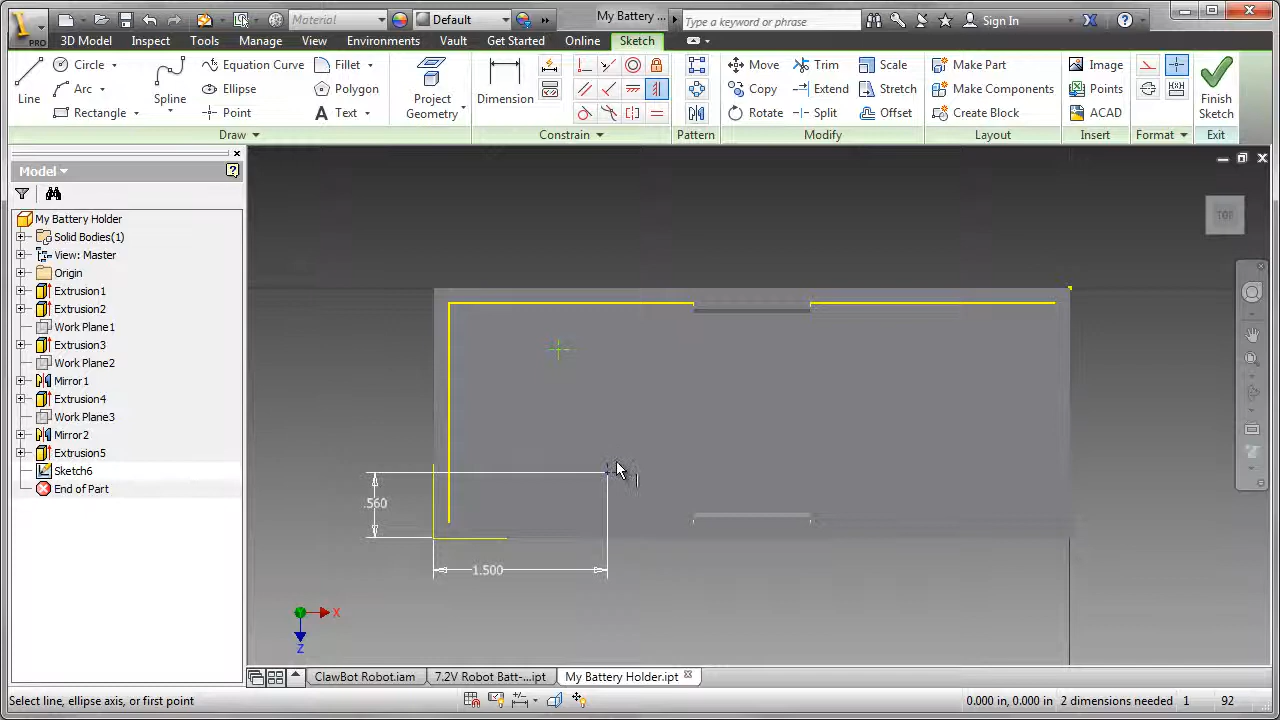 PRO
Material
Default
My Battery ...
Type a keyword or phrase
Sign In
3D Model
Inspect
Tools
Manage
View
Environments
Vault
Get Started
Online
Sketch
Line
Circle
Arc
Rectangle
Spline
Equation Curve
Ellipse
Point
Fillet
Polygon
Text
Project
Geometry
Dimension
Move
Copy
Rotate
Trim
Extend
Split
Scale
Stretch
Offset
Make Part
Make Components
Create Block
Image
Points
ACAD
Finish
Sketch
Draw
Constrain
Pattern
Modify
Layout
Insert
Format
Exit
Model
My Battery Holder
Solid Bodies(1)
View: Master
Origin
Extrusion1
Extrusion2
Work Plane1
Extrusion3
Work Plane2
Mirror1
Extrusion4
Work Plane3
Mirror2
Extrusion5
Sketch6
End of Part
TOP
.560
1.500
X
Z
ClawBot Robot.iam
7.2V Robot Batt-...ipt
My Battery Holder.ipt
Select line, ellipse axis, or first point
0.000 in, 0.000 in
2 dimensions needed
1
92